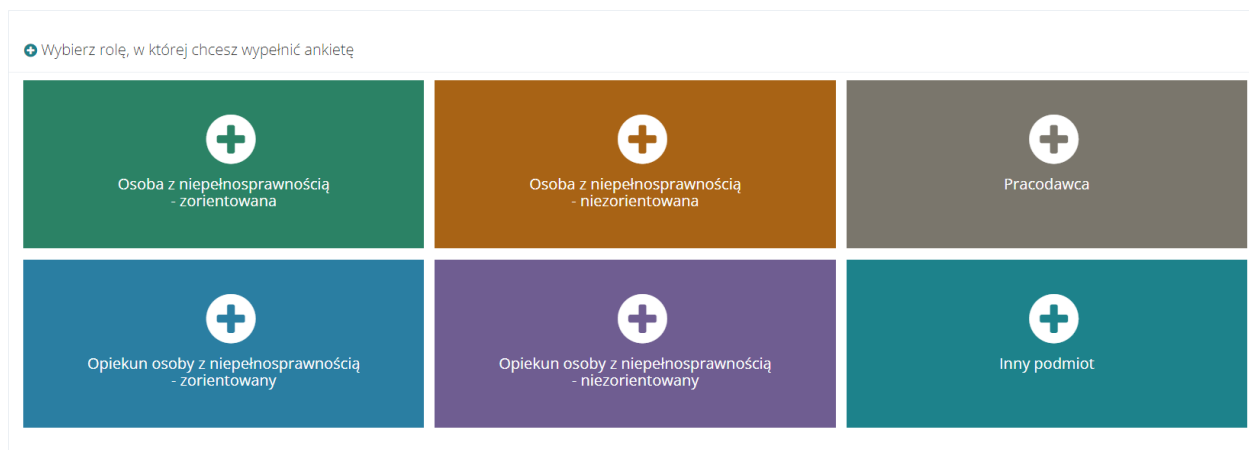 Wybierz rolę, w której chcesz wypełnić ankietę
Osoba z niepełnosprawnością
- zorientowana
Osoba z niepełnosprawnością
- niezorientowana
Pracodawca
Opiekun osoby z niepełnosprawnością
- zorientowany
Opiekun osoby z niepełnosprawnością
- niezorientowany
Inny podmiot